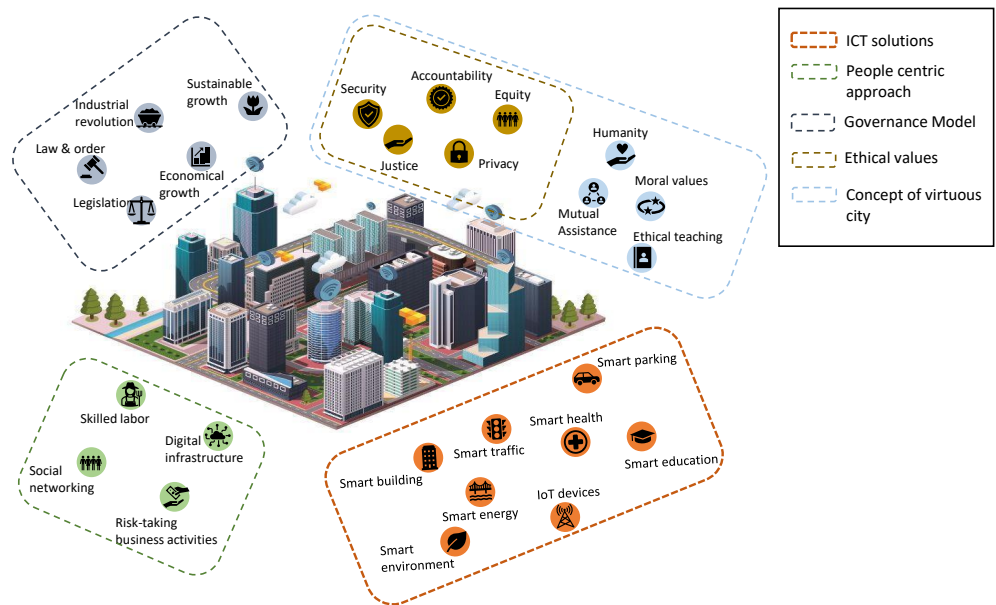 Sustainable
growth
Industrial
revolution
Law & order
Economical
growth
Legislation
Accountability
Security
Equity
Justice
Privacy
Humanity
Moral values
Mutual
Assistance
Ethical teaching
ICT solutions
People centric
approach
Governance Model
Ethical values
Concept of virtuous
city
Skilled labor
Digital
infrastructure
Social
networking
Risk-taking
business activities
Smart parking
Smart health
Smart traffic
Smart education
Smart building
IoT devices
Smart energy
Smart
environment